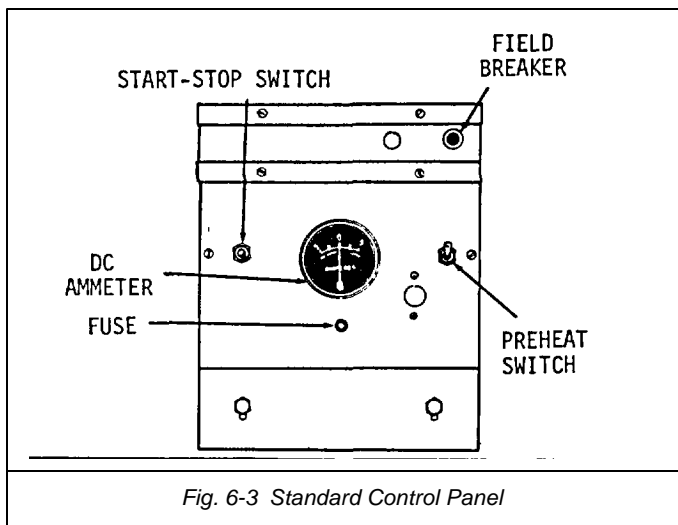 FIELD
BREAKER
START-STOP SWITCH
DC
AMMETER
FUSE
PREHEAT
SWITCH
Fig. 6-3 Standard Control Panel